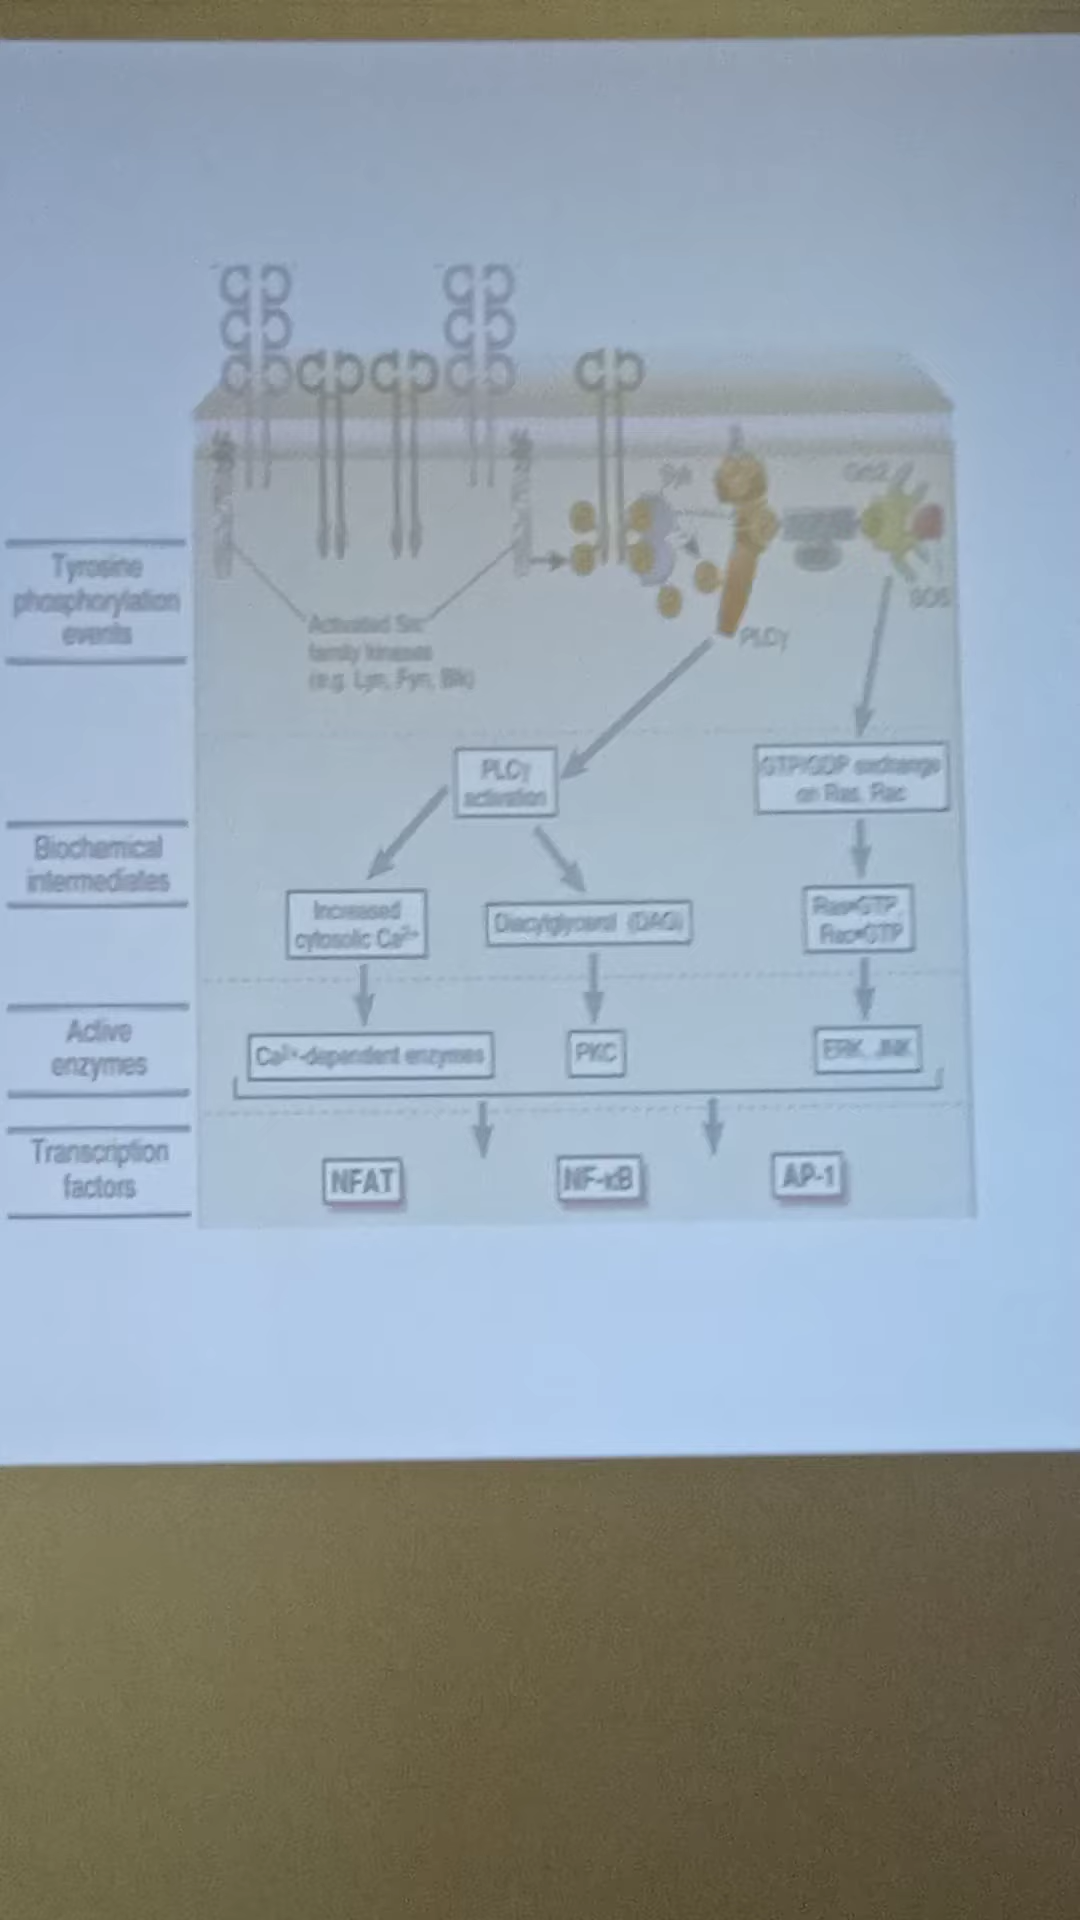 Syk
Grb2
Tyrosine
phosphorylation
events
SOS
Activated Src
family kinases
(e.g. Lyn, Fyn, Blk)
PLCγ
PLCγ
activation
GTP/GDP exchange
on Ras, Rac
Biochemical
intermediates
Increased
cytosolic Ca²⁺
Diacylglycerol (DAG)
Ras•GTP,
Rac•GTP
Active
enzymes
Ca²⁺-dependent enzymes
PKC
ERK, JNK
Transcription
factors
NFAT
NF-κB
AP-1